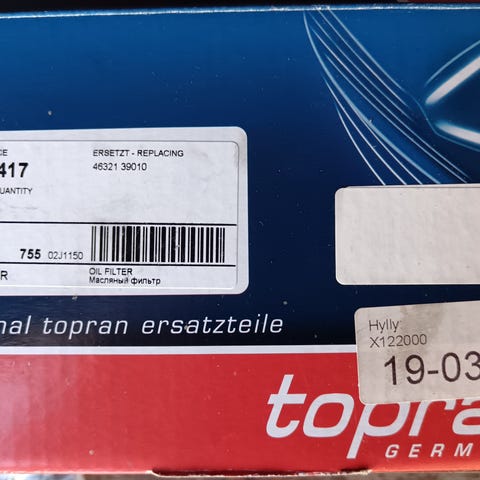 CE
417
QUANTITY
ERSETZT - REPLACING
46321 39010
755 02J1150
R
OIL FILTER
Масляный фильтр
nal topran ersatzteile
Hylly:
X122000
19-03
topra
GERM